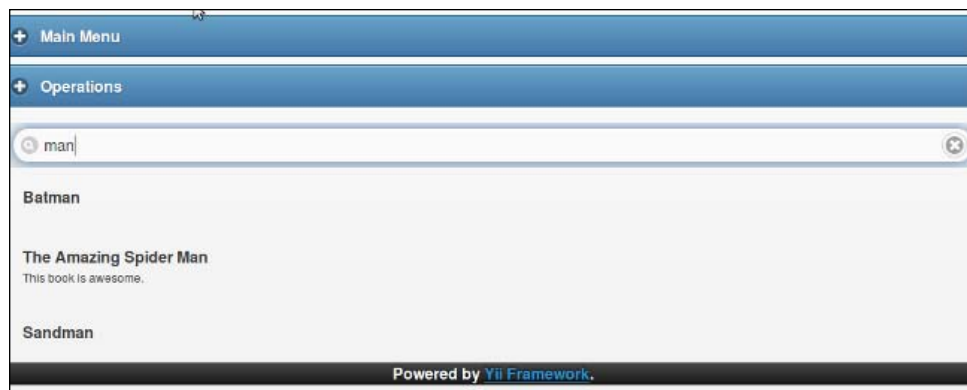 Main Menu
Operations
man
Batman
The Amazing Spider Man
This book is awesome.
Sandman
Powered by Yii Framework.